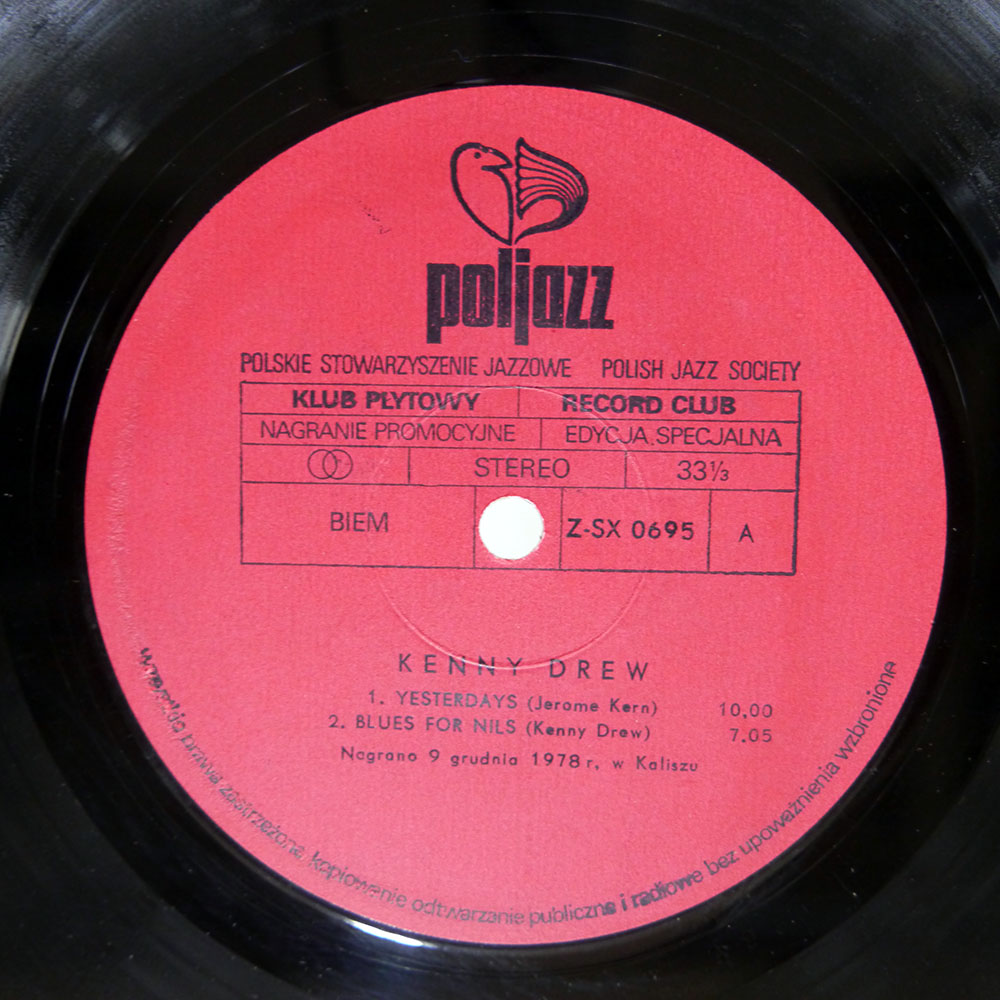 poljazz
POLSKIE STOWARZYSZENIE JAZZOWE POLISH JAZZ SOCIETY
KLUB PŁYTOWY RECORD CLUB
NAGRANIE PROMOCYJNE EDYCJA SPECJALNA
STEREO 33⅓
BIEM Z-SX 0695 A
KENNY DREW
1. YESTERDAYS (Jerome Kern) 10,00
2. BLUES FOR NILS (Kenny Drew) 7.05
Nagrano 9 grudnia 1978 r, w Kaliszu
zastrzeżone, kopiowanie odtwarzanie publiczne i radiowe bez upoważnienia wzbronione